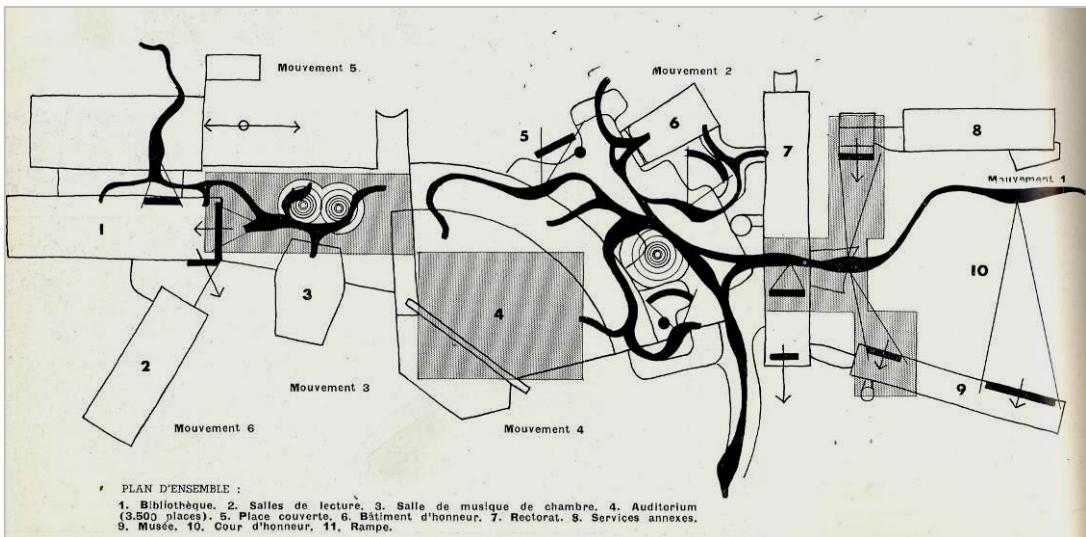 Mouvement 5.
Mouvement 2
5
6
7
8
Mouvement 1
1
3
4
10
2
Mouvement 3
9
Mouvement 6
Mouvement 4
PLAN D'ENSEMBLE :
1. Bibliothèque. 2. Salles de lecture. 3. Salle de musique de chambre. 4. Auditorium
(3.500 places). 5. Place couverte. 6. Bâtiment d'honneur. 7. Rectorat. 8. Services annexes.
9. Musée. 10. Cour d'honneur. 11. Rampe.